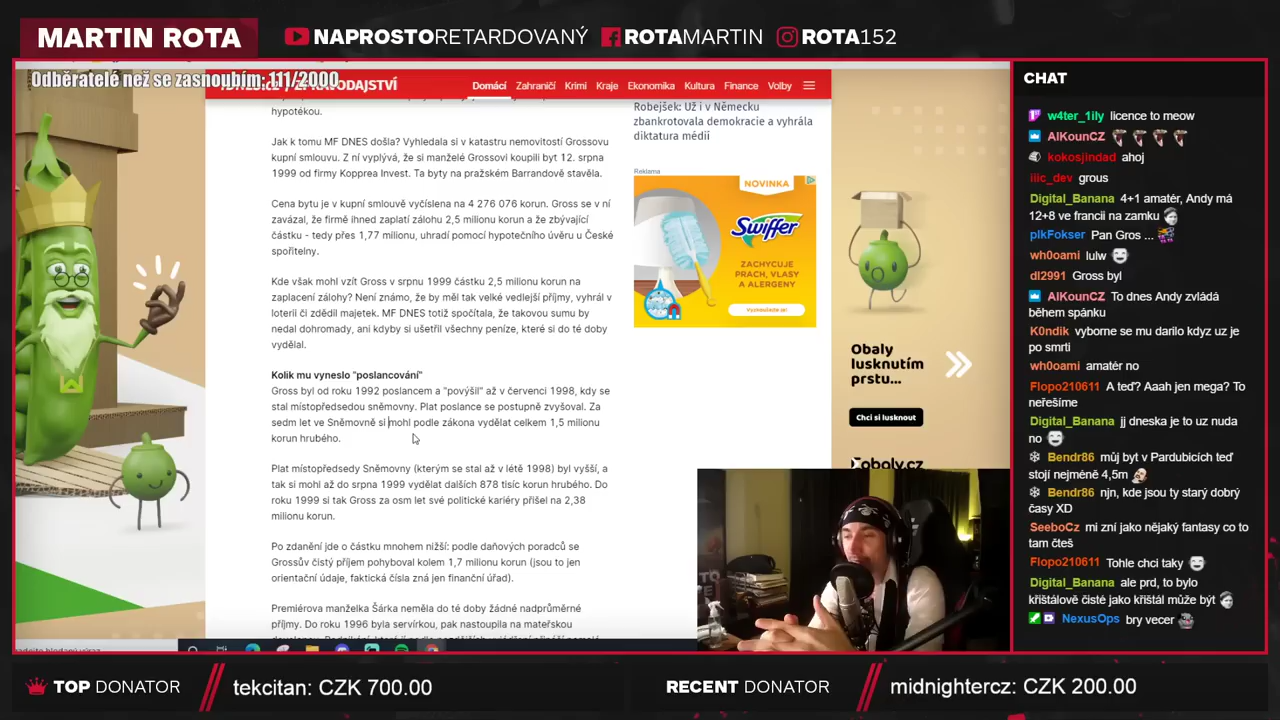 MARTIN ROTA
NAPROSTORETARDOVANÝ
ROTAMARTIN
ROTA152
Odběratelé než se zasnoubím: 111/2000
Domácí Zahraničí Krimi Kraje Ekonomika Kultura Finance Volby
hypotékou.
Jak k tomu MF DNES došla? Vyhledala si v katastru nemovitostí Grossovu
kupní smlouvu. Z ní vyplývá, že si manželé Grossovi koupili byt 12. srpna
1999 od firmy Kopprea Invest. Ta byty na pražském Barrandově stavěla.
Cena bytu je v kupní smlouvě vyčíslena na 4 276 076 korun. Gross se v ní
zavázal, že firmě ihned zaplatí zálohu 2,5 milionu korun a že zbývající
částku - tedy přes 1,77 milionu, uhradí pomocí hypotečního úvěru u České
spořitelny.
Kde však mohl vzít Gross v srpnu 1999 částku 2,5 milionu korun na
zaplacení zálohy? Není známo, že by měl tak velké vedlejší příjmy, vyhrál v
loterii či zdědil majetek. MF DNES totiž spočítala, že takovou sumu by
nedal dohromady, ani kdyby si ušetřil všechny peníze, které si do té doby
vydělal.
Kolik mu vyneslo "poslancování"
Gross byl od roku 1992 poslancem a "povýšil" až v červenci 1998, kdy se
stal místopředsedou sněmovny. Plat poslance se postupně zvyšoval. Za
sedm let ve Sněmovně si mohl podle zákona vydělat celkem 1,5 milionu
korun hrubého.
Plat místopředsedy Sněmovny (kterým se stal až v létě 1998) byl vyšší, a
tak si mohl až do srpna 1999 vydělat dalších 878 tisíc korun hrubého. Do
roku 1999 si tak Gross za osm let své politické kariéry přišel na 2,38
milionu korun.
Po zdanění jde o částku mnohem nižší: podle daňových poradců se
Grossův čistý příjem pohyboval kolem 1,7 milionu korun (jsou to jen
orientační údaje, faktická čísla zná jen finanční úřad).
Premiérova manželka Šárka neměla do té doby žádné nadprůměrné
příjmy. Do roku 1996 byla servírkou, pak nastoupila na mateřskou
Robejšek: Už i v Německu
zbankrotovala demokracie a vyhrála
diktatura médií
Reklama
NOVINKA
Swiffer
ZACHYCUJE
PRACH, VLASY
A ALERGENY
Vyzkoušejte si!
Obaly
lusknutím
prstu...
Chci si lusknout
obaly.cz
CHAT
w4ter_1ily licence to meow
AlKounCZ
kokosjindad ahoj
iiic_dev grous
Digital_Banana 4+1 amatér, Andy má
12+8 ve francii na zamku
plkFokser Pan Gros ...
wh0oami lulw
dl2991 Gross byl
AlKounCZ To dnes Andy zvládá
během spánku
K0ndik vyborne se mu darilo kdyz uz je
po smrti
wh0oami amatér no
Flopo210611 A teď? Aaah jen mega? To
neřešíme
Digital_Banana jj dneska je to uz nuda
no
Bendr86 můj byt v Pardubicích teď
stojí nejméně 4,5m
Bendr86 njn, kde jsou ty starý dobrý
časy XD
SeeboCz mi zní jako nějaký fantasy co to
tam čteš
Flopo210611 Tohle chci taky
Digital_Banana ale prd, to bylo
křišťálově čisté jako křištál může být
NexusOps bry vecer
TOP DONATOR
tekcitan: CZK 700.00
RECENT DONATOR
midnightercz: CZK 200.00